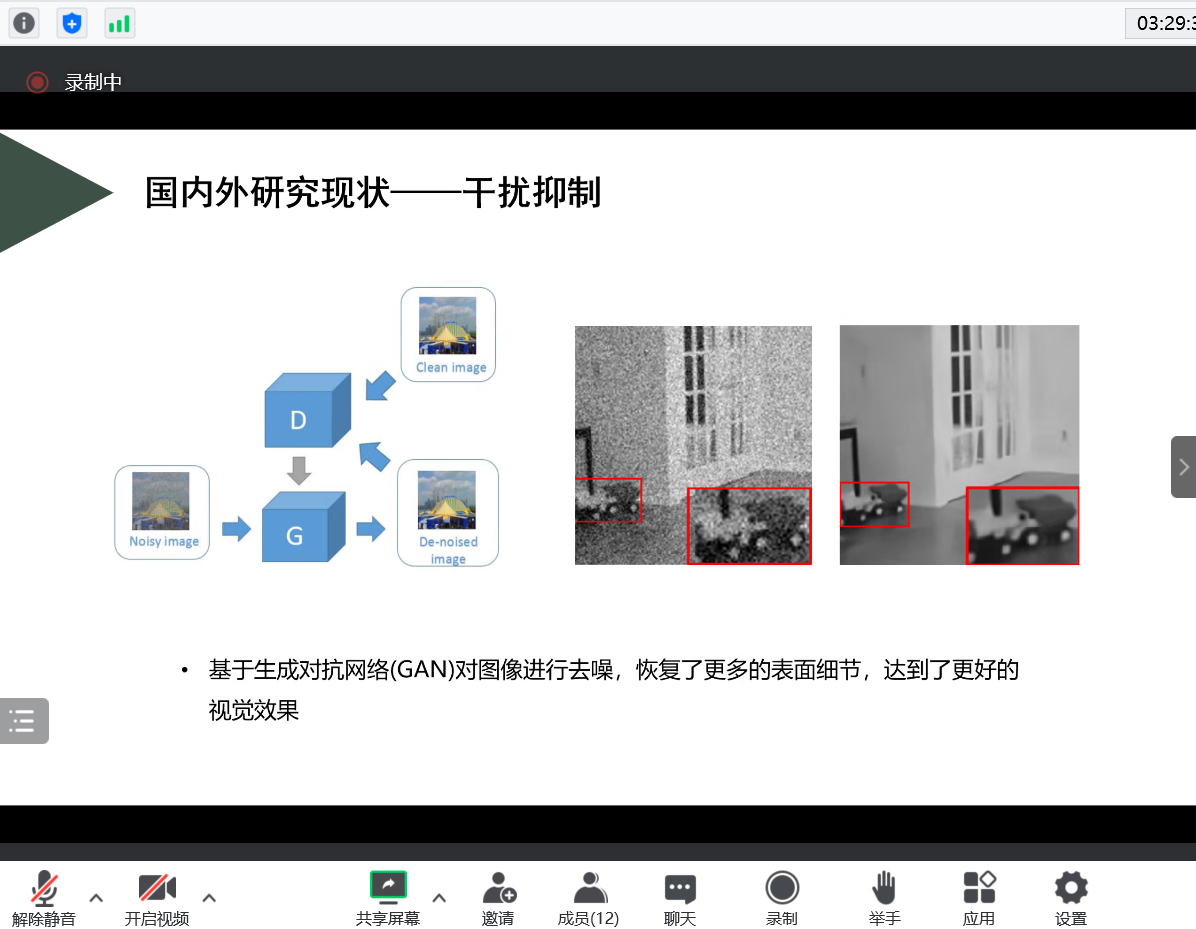 03:29:3
录制中
国内外研究现状——干扰抑制
Clean image
D
Noisy image
G
De-noised
image
• 基于生成对抗网络(GAN)对图像进行去噪，恢复了更多的表面细节，达到了更好的
视觉效果
解除静音
开启视频
共享屏幕
邀请
成员(12)
聊天
录制
举手
应用
设置